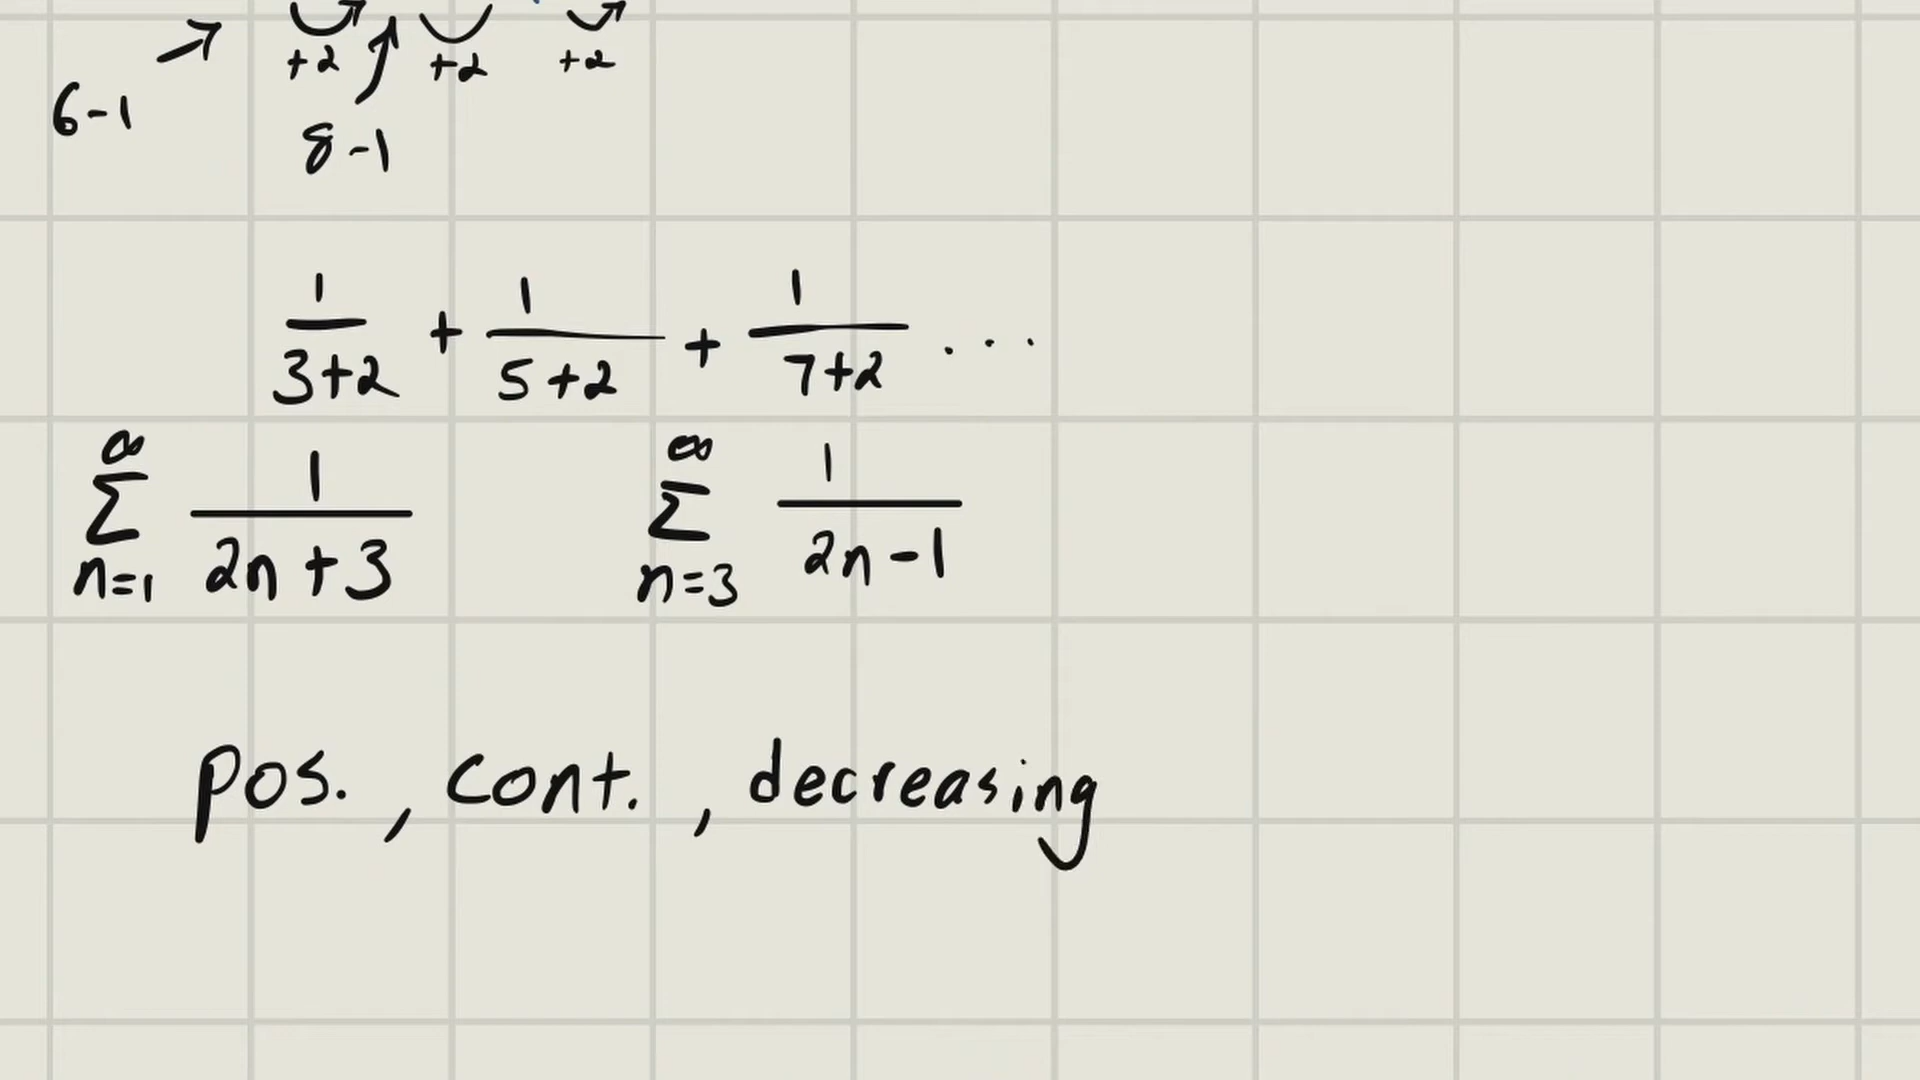 +2 +2 +2
6-1
8-1
1/(3+2) + 1/(5+2) + 1/(7+2) ...
∞ Σ n=1 1/(2n+3) ∞ Σ n=3 1/(2n-1)
pos. , cont. , decreasing